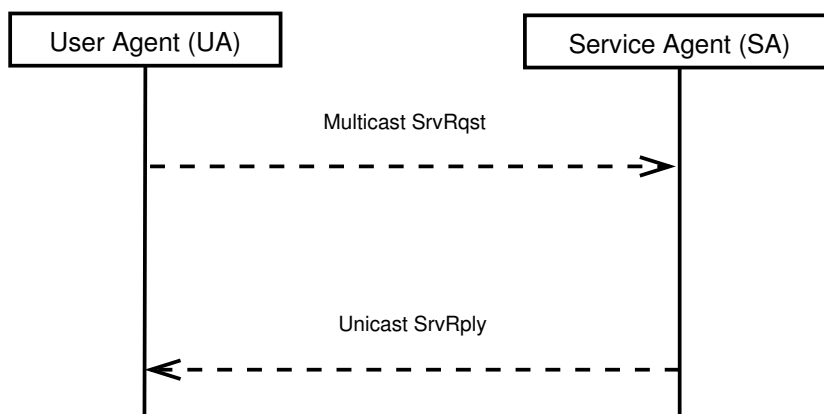 User Agent (UA)
Service Agent (SA)
Multicast SrvRqst
Unicast SrvRply